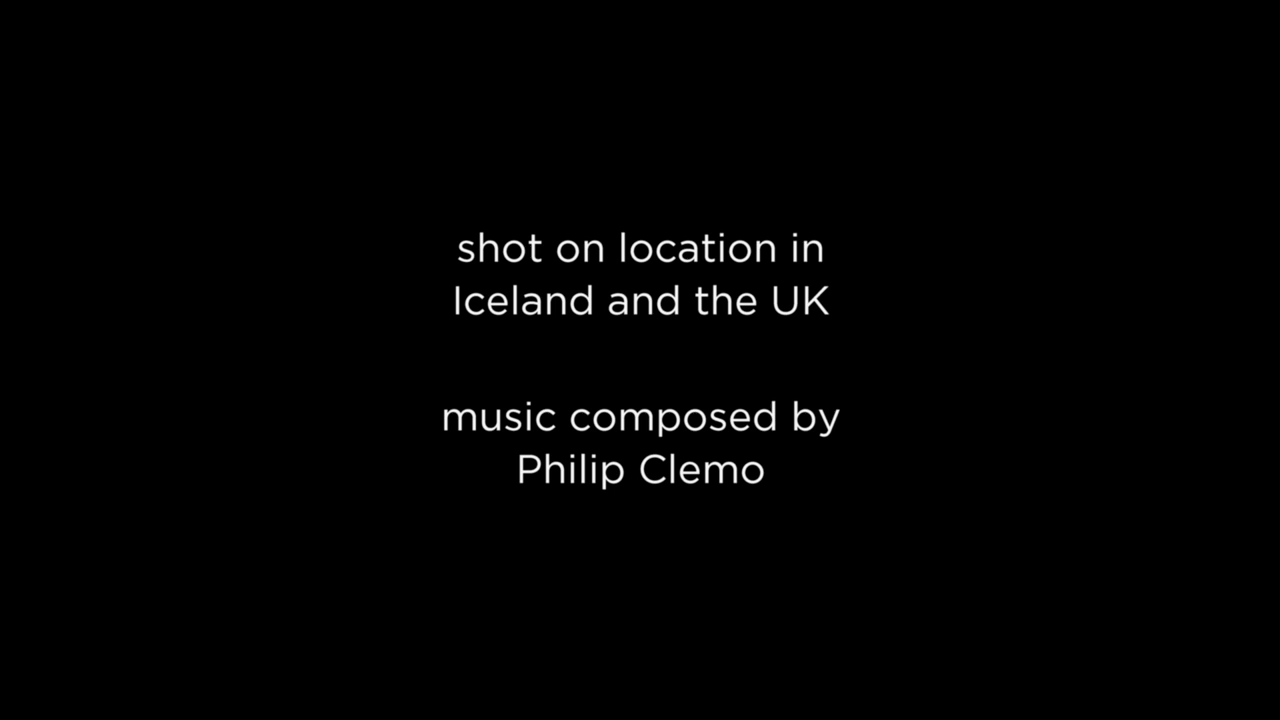 shot on location in
Iceland and the UK
music composed by
Philip Clemo